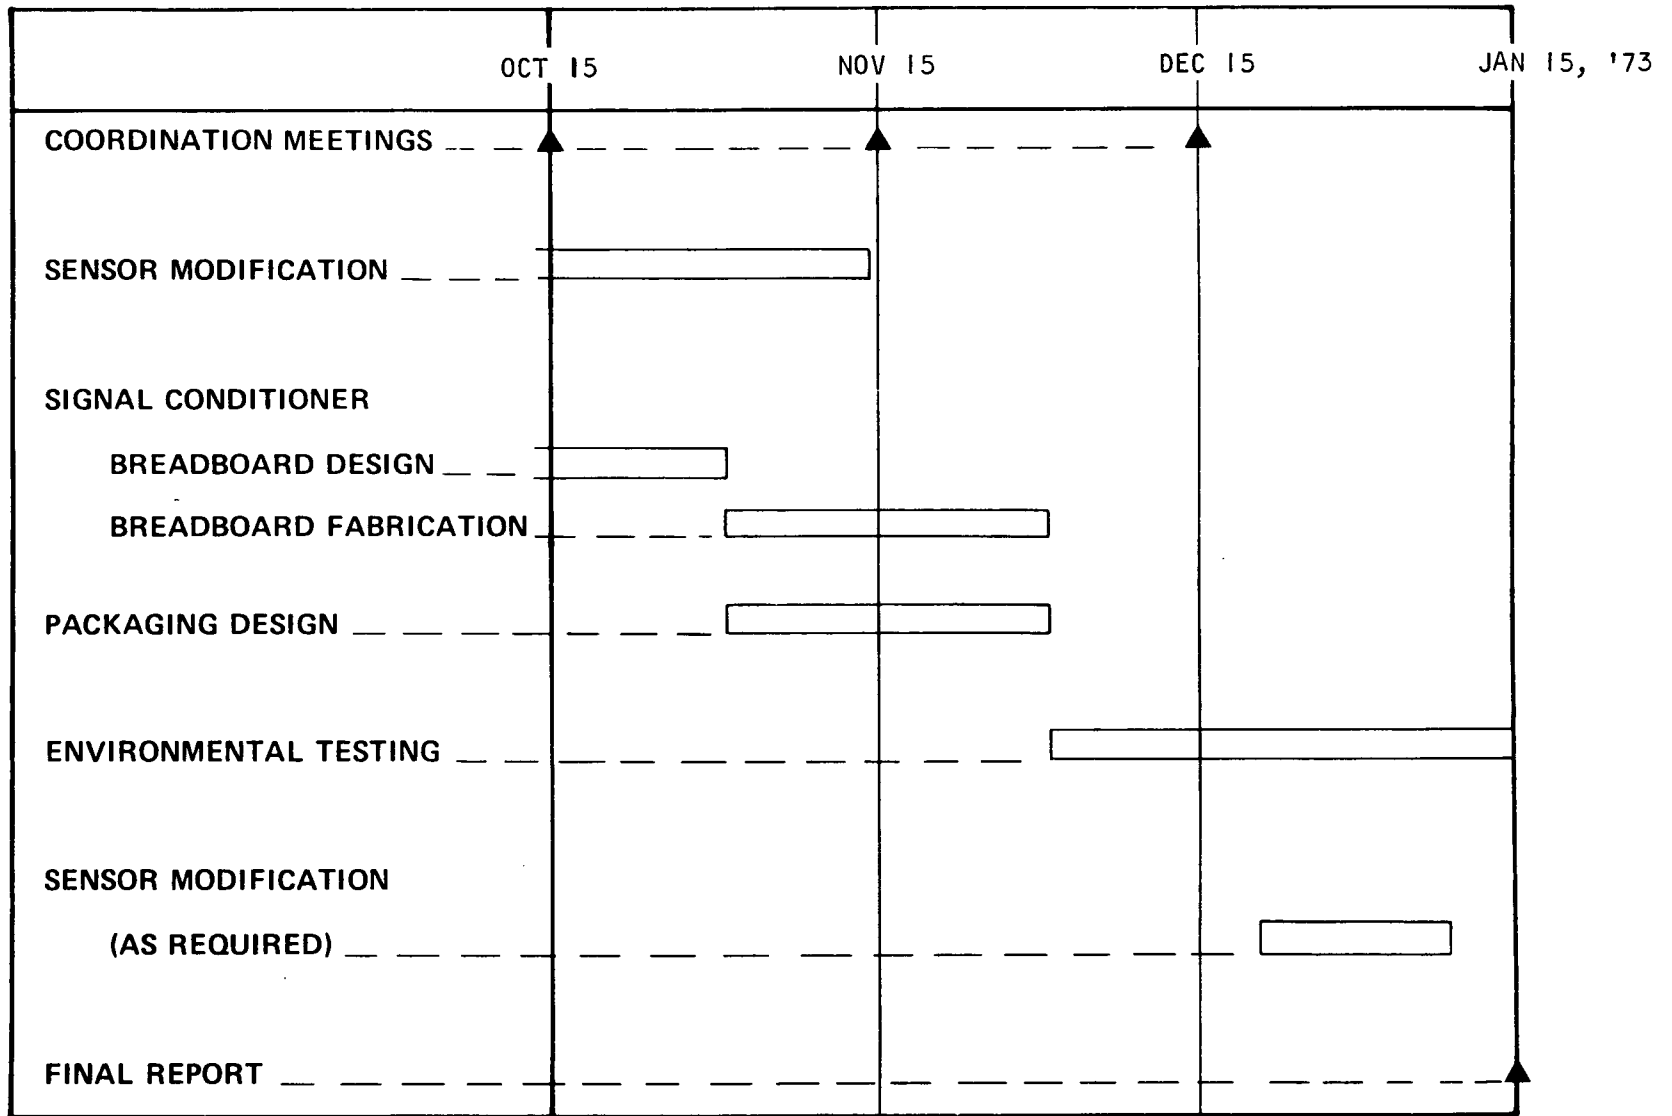 OCT 15 NOV 15 DEC 15 JAN 15, '73
COORDINATION MEETINGS
SENSOR MODIFICATION
SIGNAL CONDITIONER
BREADBOARD DESIGN
BREADBOARD FABRICATION
PACKAGING DESIGN
ENVIRONMENTAL TESTING
SENSOR MODIFICATION
(AS REQUIRED)
FINAL REPORT